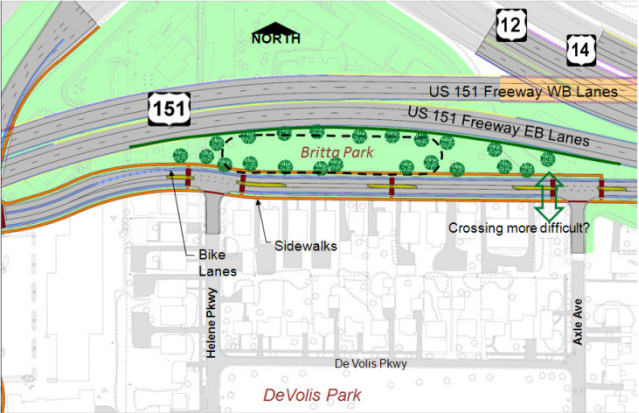 12
14
NORTH
US 151 Freeway WB Lanes
151
US 151 Freeway EB Lanes
Britta Park
Crossing more difficult?
Sidewalks
Bike
Lanes
Helene Pkwy
Axle Ave
De Volis Pkwy
DeVolis Park